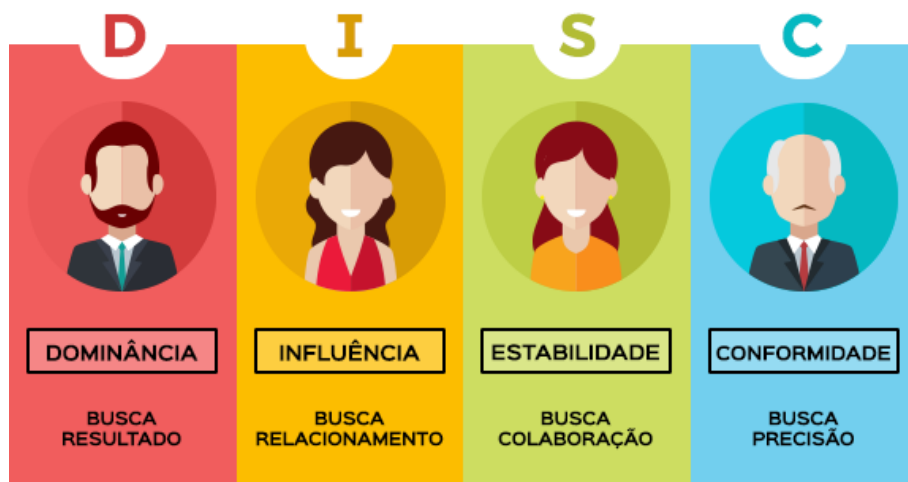 D I S C
DOMINÂNCIA INFLUÊNCIA ESTABILIDADE CONFORMIDADE
BUSCA
RESULTADO
BUSCA
RELACIONAMENTO
BUSCA
COLABORAÇÃO
BUSCA
PRECISÃO